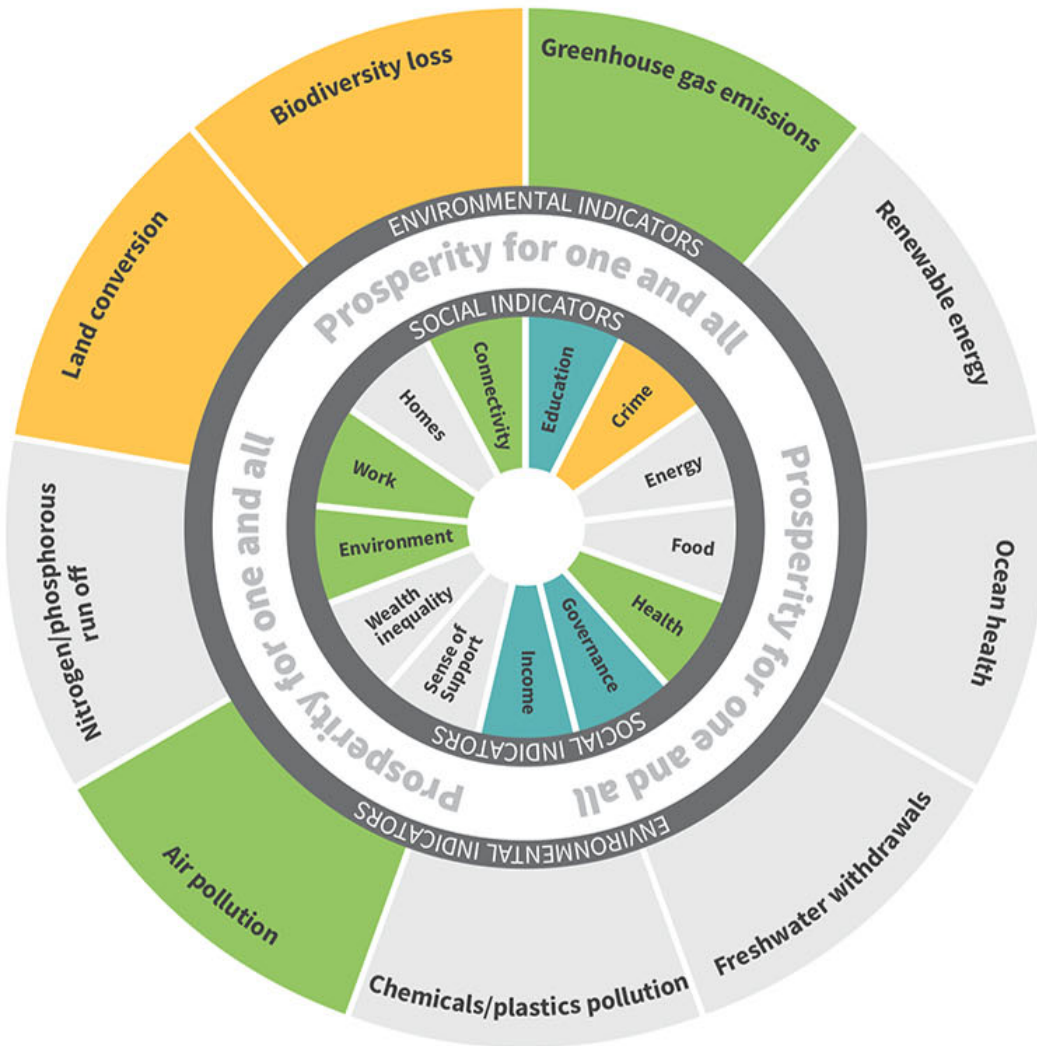 Biodiversity loss
Greenhouse gas emissions
Renewable energy
Ocean health
Freshwater withdrawals
Chemicals/plastics pollution
Air pollution
Nitrogen/phosphorous
run off
Land conversion
ENVIRONMENTAL INDICATORS
ENVIRONMENTAL INDICATORS
Prosperity for one and all
Prosperity for one and all
Prosperity for one and all
SOCIAL INDICATORS
SOCIAL INDICATORS
Education
Crime
Energy
Food
Health
Governance
Income
Sense of
Support
Wealth
inequality
Environment
Work
Homes
Connectivity